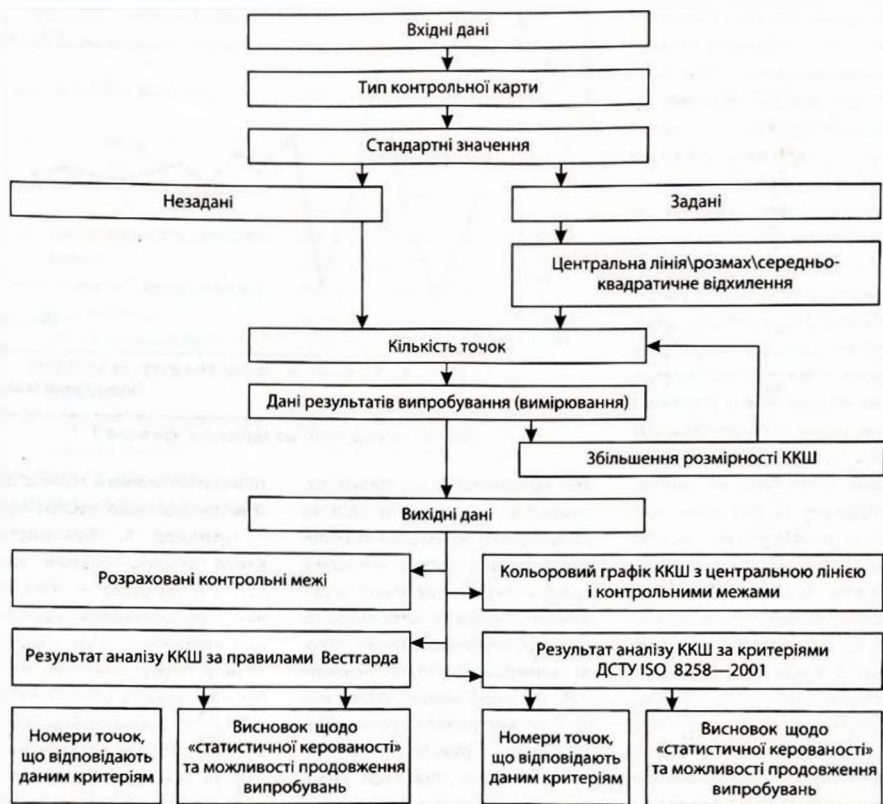 Вхідні дані
Тип контрольної карти
Стандартні значення
Незадані
Задані
Центральна лінія\розмах\середньо-
квадратичне відхилення
Кількість точок
Дані результатів випробування (вимірювання)
Збільшення розмірності ККШ
Вихідні дані
Розраховані контрольні межі
Кольоровий графік ККШ з центральною лінією
і контрольними межами
Результат аналізу ККШ за правилами Вестгарда
Результат аналізу ККШ за критеріями
ДСТУ ISO 8258—2001
Номери точок,
що відповідають
даним критеріям
Висновок щодо
«статистичної керованості»
та можливості продовження
випробувань
Номери точок,
що відповідають
даним критеріям
Висновок щодо
«статистичної керованості»
та можливості продовження
випробувань